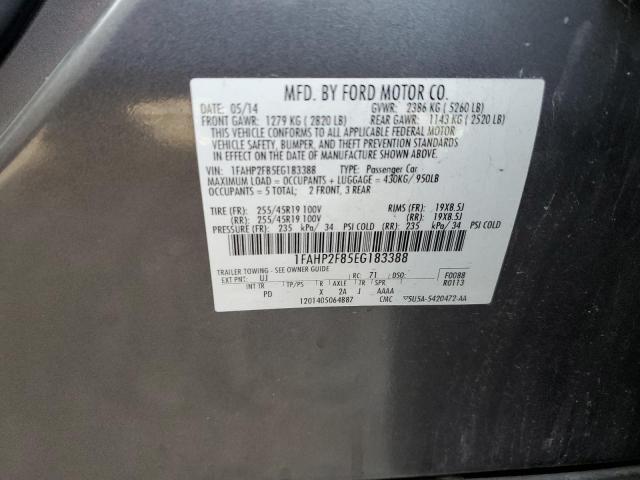 MFD. BY FORD MOTOR CO.
DATE: 05/14 GVWR: 2386 KG ( 5260 LB)
FRONT GAWR: 1279 KG ( 2820 LB) REAR GAWR: 1143 KG ( 2520 LB)
THIS VEHICLE CONFORMS TO ALL APPLICABLE FEDERAL MOTOR
VEHICLE SAFETY, BUMPER, AND THEFT PREVENTION STANDARDS
IN EFFECT ON THE DATE OF MANUFACTURE SHOWN ABOVE.
VIN: 1FAHP2F85EG183388 TYPE: Passenger Car
MAXIMUM LOAD = OCCUPANTS + LUGGAGE = 430KG/ 950LB
OCCUPANTS = 5 TOTAL; 2 FRONT, 3 REAR
TIRE (FR): 255/45R19 100V RIMS (FR): 19X8.5J
(RR): 255/45R19 100V (RR): 19X8.5J
PRESSURE (FR): 235 kPa/ 34 PSI COLD (RR): 235 kPa/ 34 PSI COLD
1FAHP2F85EG183388
TRAILER TOWING - SEE OWNER GUIDE
EXT PNT: UJ RC: 71 DSO: F0088
INT TR TP/PS R AXLE TR SPR R0113
PD X 2A J AAAA
1201405064887 CMC 5U5A-5420472-AA